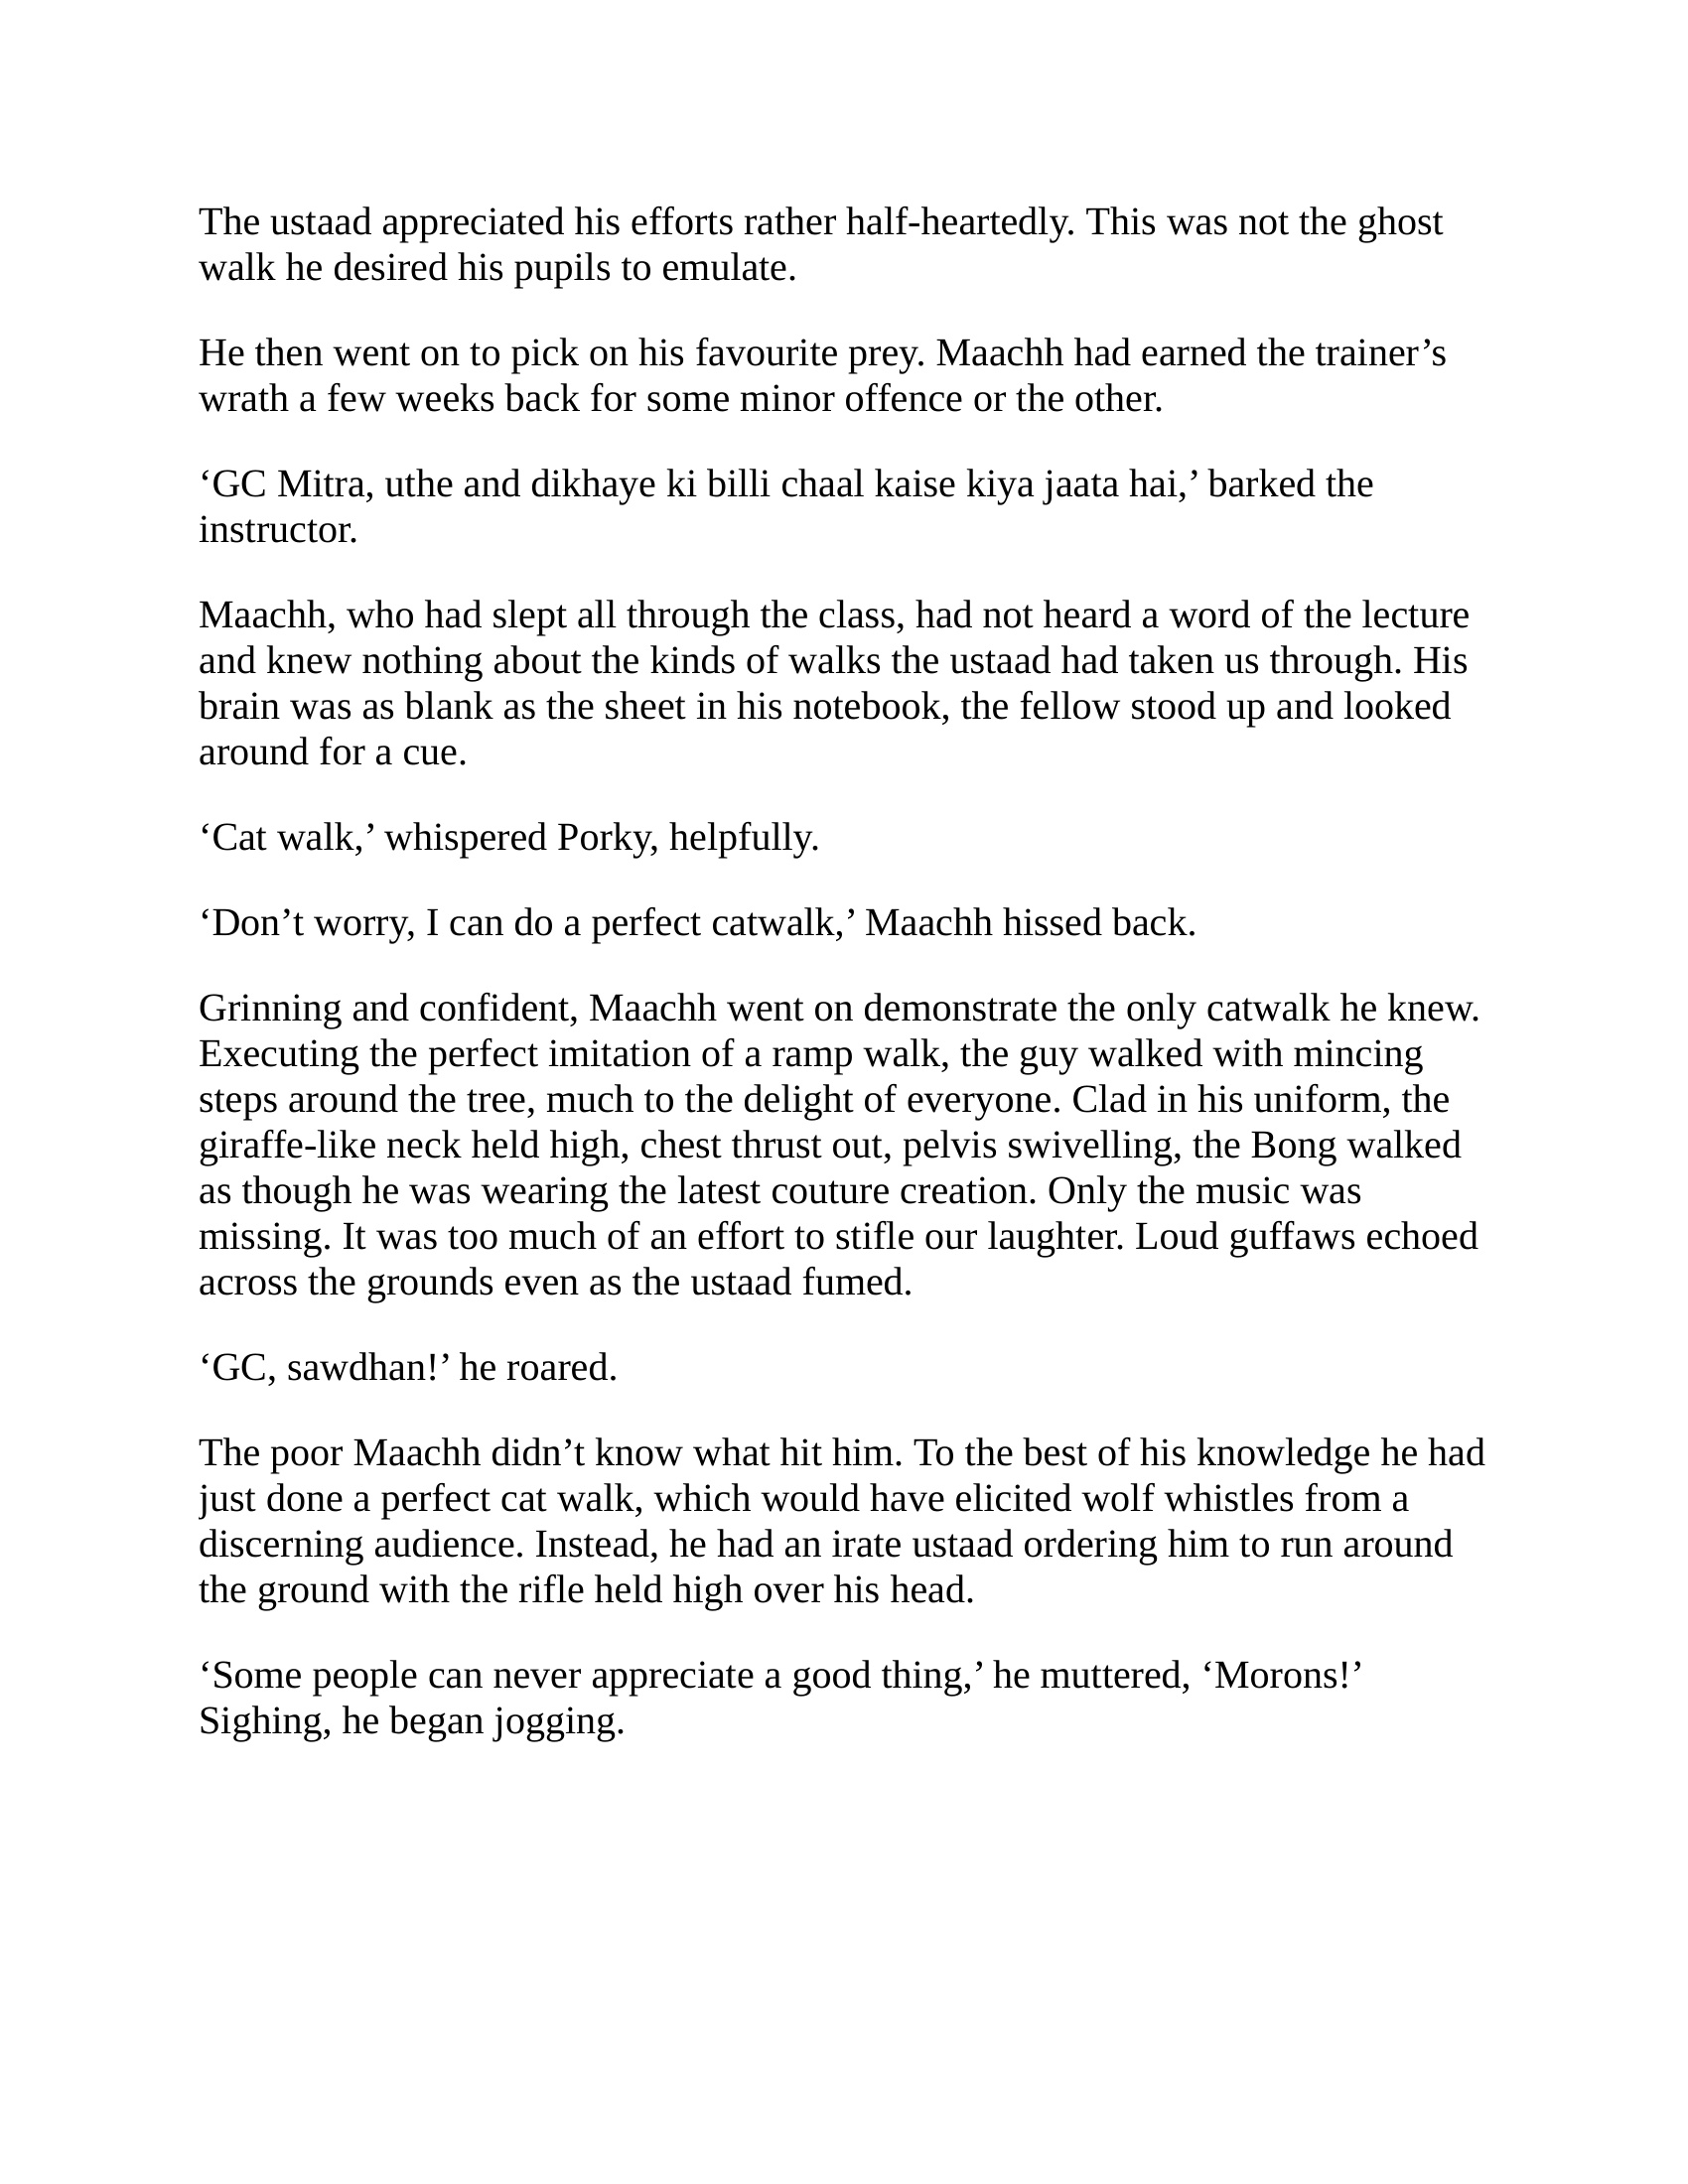 The ustaad appreciated his efforts rather half-heartedly. This was not the ghost
walk he desired his pupils to emulate.
He then went on to pick on his favourite prey. Maachh had earned the trainer’s
wrath a few weeks back for some minor offence or the other.
‘GC Mitra, uthe and dikhaye ki billi chaal kaise kiya jaata hai,’ barked the
instructor.
Maachh, who had slept all through the class, had not heard a word of the lecture
and knew nothing about the kinds of walks the ustaad had taken us through. His
brain was as blank as the sheet in his notebook, the fellow stood up and looked
around for a cue.
‘Cat walk,’ whispered Porky, helpfully.
‘Don’t worry, I can do a perfect catwalk,’ Maachh hissed back.
Grinning and confident, Maachh went on demonstrate the only catwalk he knew.
Executing the perfect imitation of a ramp walk, the guy walked with mincing
steps around the tree, much to the delight of everyone. Clad in his uniform, the
giraffe-like neck held high, chest thrust out, pelvis swivelling, the Bong walked
as though he was wearing the latest couture creation. Only the music was
missing. It was too much of an effort to stifle our laughter. Loud guffaws echoed
across the grounds even as the ustaad fumed.
‘GC, sawdhan!’ he roared.
The poor Maachh didn’t know what hit him. To the best of his knowledge he had
just done a perfect cat walk, which would have elicited wolf whistles from a
discerning audience. Instead, he had an irate ustaad ordering him to run around
the ground with the rifle held high over his head.
‘Some people can never appreciate a good thing,’ he muttered, ‘Morons!’
Sighing, he began jogging.